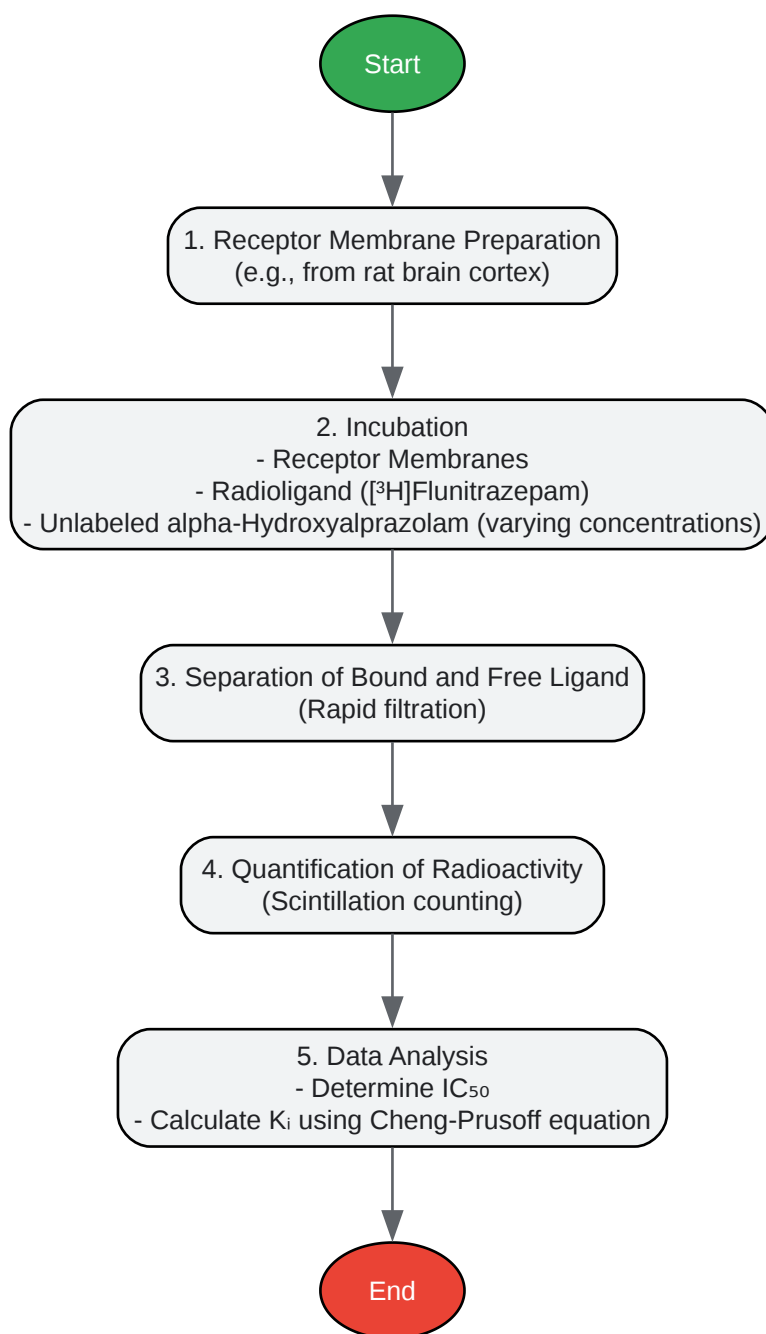 Start
1. Receptor Membrane Preparation
(e.g., from rat brain cortex)
2. Incubation
- Receptor Membranes
- Radioligand ([³H]Flunitrazepam)
- Unlabeled alpha-Hydroxyalprazolam (varying concentrations)
3. Separation of Bound and Free Ligand
(Rapid filtration)
4. Quantification of Radioactivity
(Scintillation counting)
5. Data Analysis
- Determine IC₅₀
- Calculate Kᵢ using Cheng-Prusoff equation
End